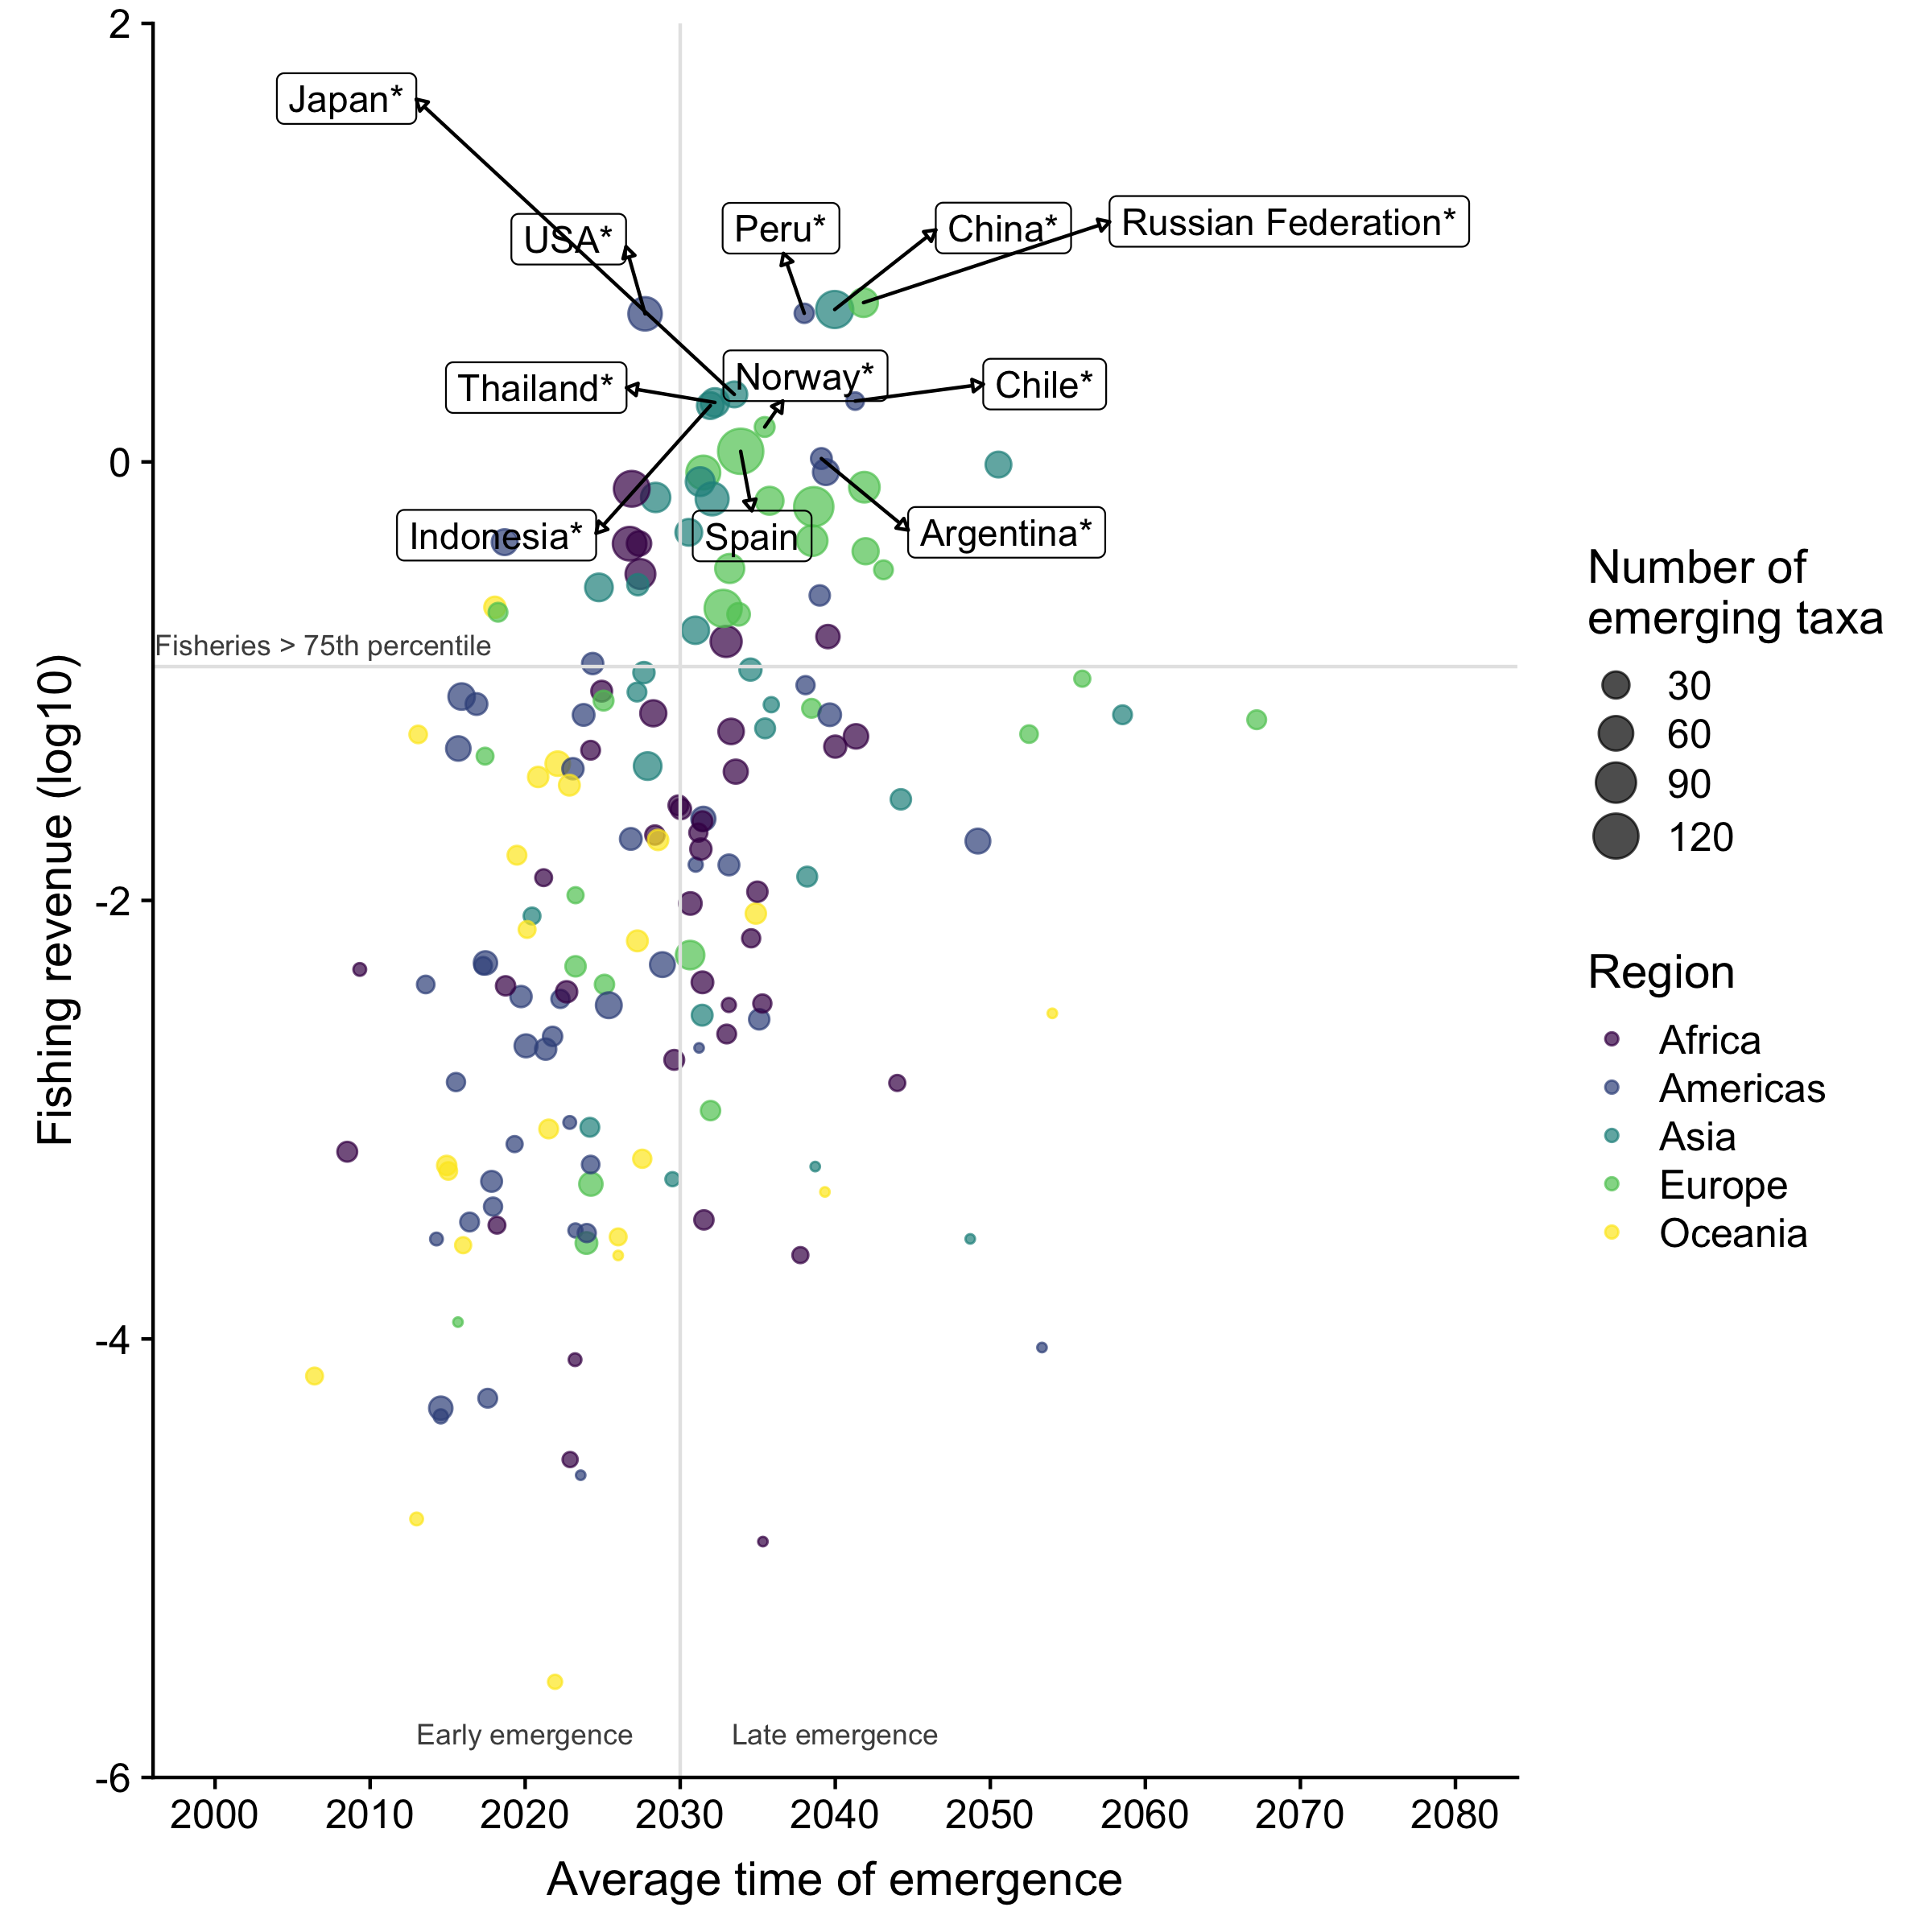 2
Japan*
USA*
Peru*
China*
Russian Federation*
Thailand*
Norway*
Chile*
0
Indonesia*
Spain
Argentina*
Fisheries > 75th percentile
Fishing revenue (log10)
-2
-4
-6
Early emergence
Late emergence
2000 2010 2020 2030 2040 2050 2060 2070 2080
Average time of emergence
Number of
emerging taxa
30
60
90
120
Region
Africa
Americas
Asia
Europe
Oceania